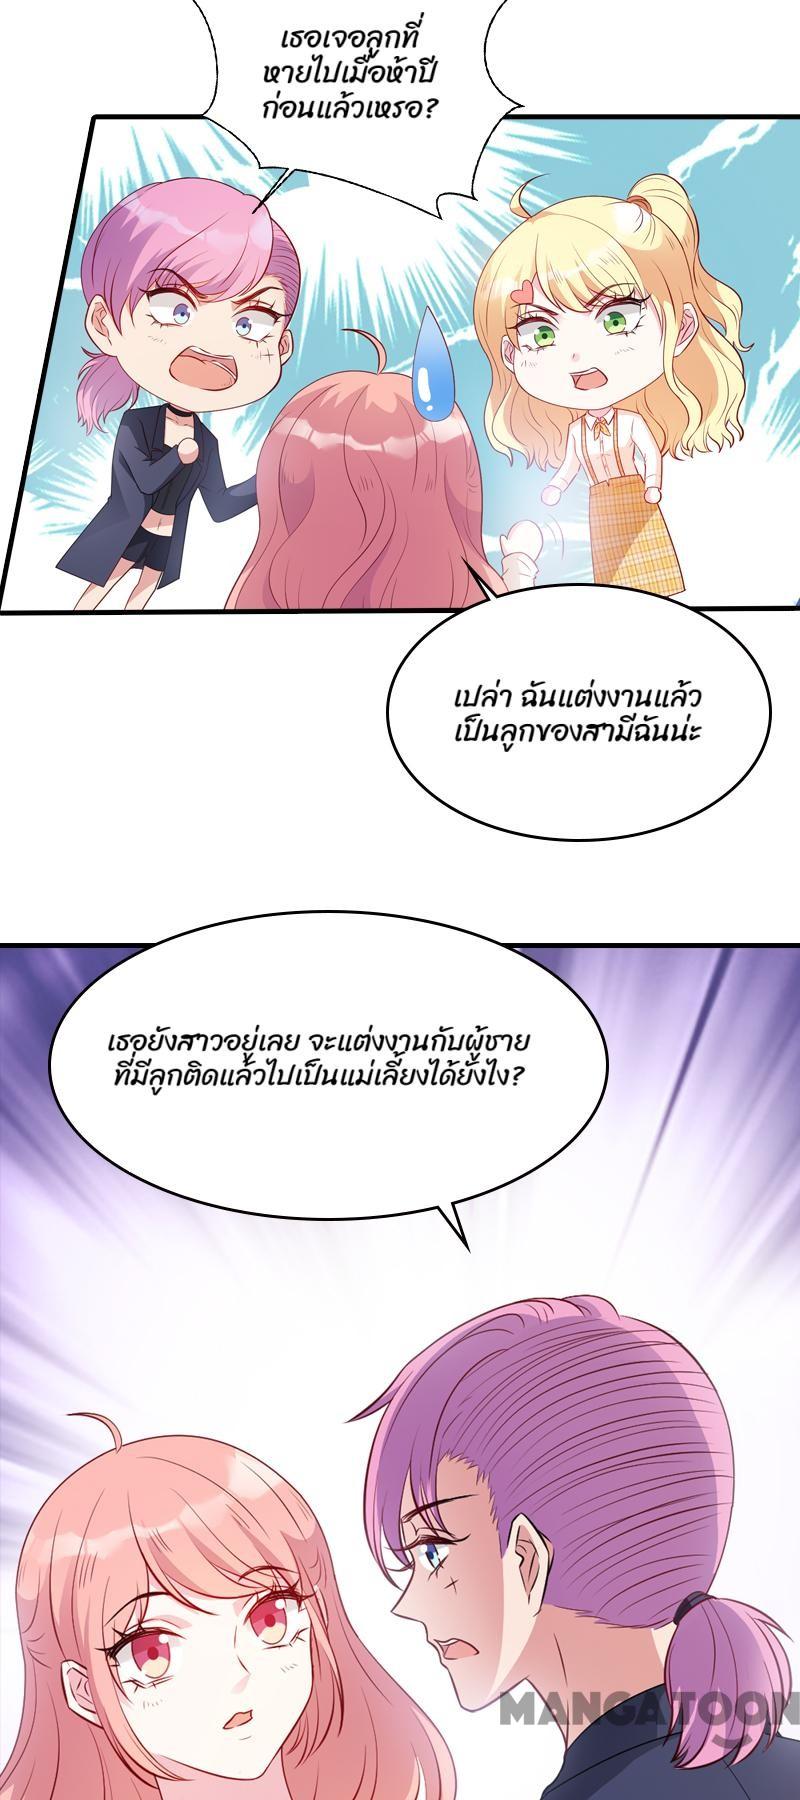 เธอเจอลูกที่
หายไปเมื่อห้าปี
ก่อนแล้วเหรอ?
เปล่า ฉันแต่งงานแล้ว
เป็นลูกของสามีฉันน่ะ
เธอยังสาวอยู่เลย จะแต่งงานกับผู้ชาย
ที่มีลูกติดแล้วไปเป็นแม่เลี้ยงได้ยังไง?
MANGATOON